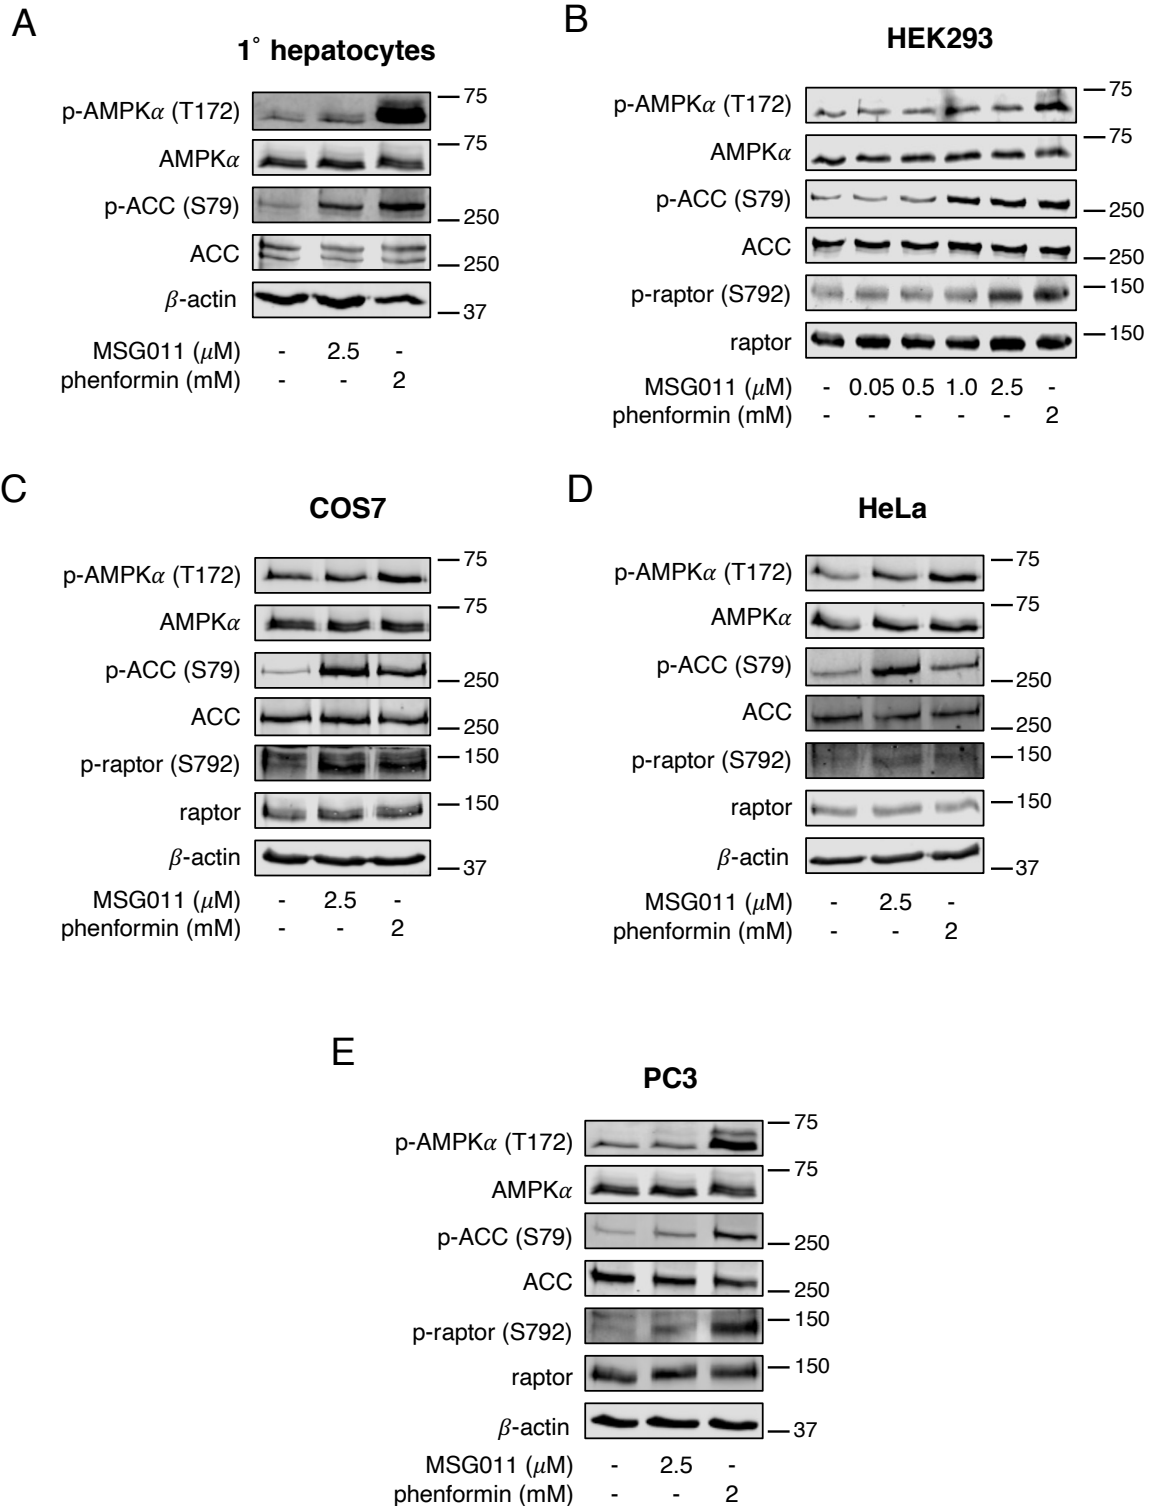 A
1˚ hepatocytes
p-AMPKα (T172)
75
AMPKα
75
p-ACC (S79)
250
ACC
250
β-actin
37
MSG011 (μM) - 2.5 -
phenformin (mM) - - 2
B
HEK293
p-AMPKα (T172)
75
AMPKα
75
p-ACC (S79)
250
ACC
250
p-raptor (S792)
150
raptor
150
MSG011 (μM) - 0.05 0.5 1.0 2.5 -
phenformin (mM) - - - - - 2
C
COS7
p-AMPKα (T172)
75
AMPKα
75
p-ACC (S79)
250
ACC
250
p-raptor (S792)
150
raptor
150
β-actin
37
MSG011 (μM) - 2.5 -
phenformin (mM) - - 2
D
HeLa
p-AMPKα (T172)
75
AMPKα
75
p-ACC (S79)
250
ACC
250
p-raptor (S792)
150
raptor
150
β-actin
37
MSG011 (μM) - 2.5 -
phenformin (mM) - - 2
E
PC3
p-AMPKα (T172)
75
AMPKα
75
p-ACC (S79)
250
ACC
250
p-raptor (S792)
150
raptor
150
β-actin
37
MSG011 (μM) - 2.5 -
phenformin (mM) - - 2